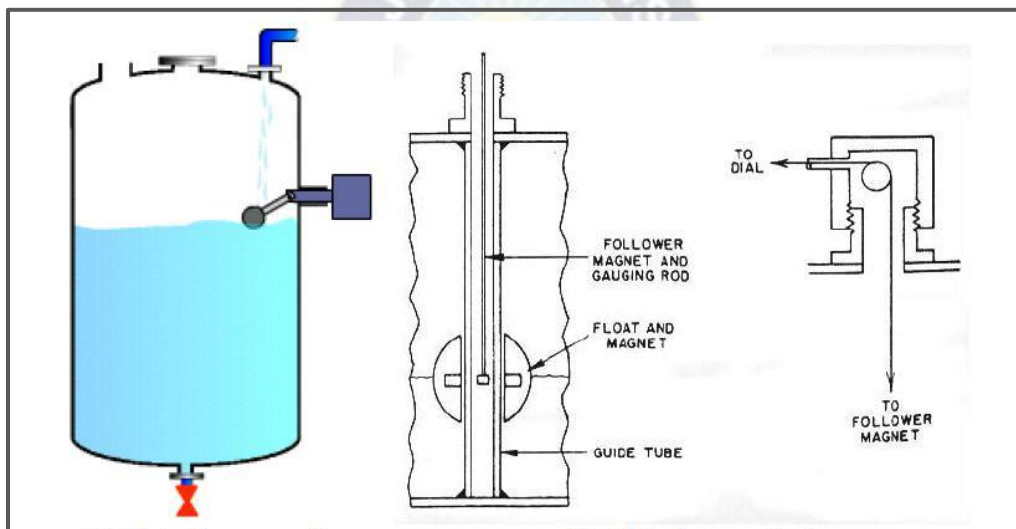 FOLLOWER
MAGNET AND
GAUGING ROD
FLOAT AND
MAGNET
GUIDE TUBE
TO
DIAL
TO
FOLLOWER
MAGNET